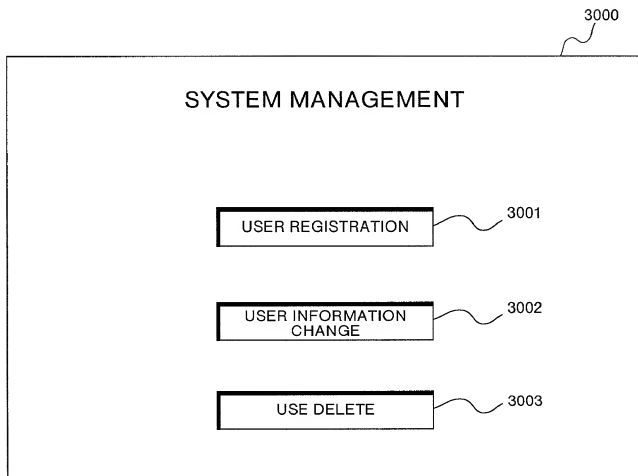 3000
SYSTEM MANAGEMENT
USER REGISTRATION
3001
USER INFORMATION
CHANGE
3002
USE DELETE
3003